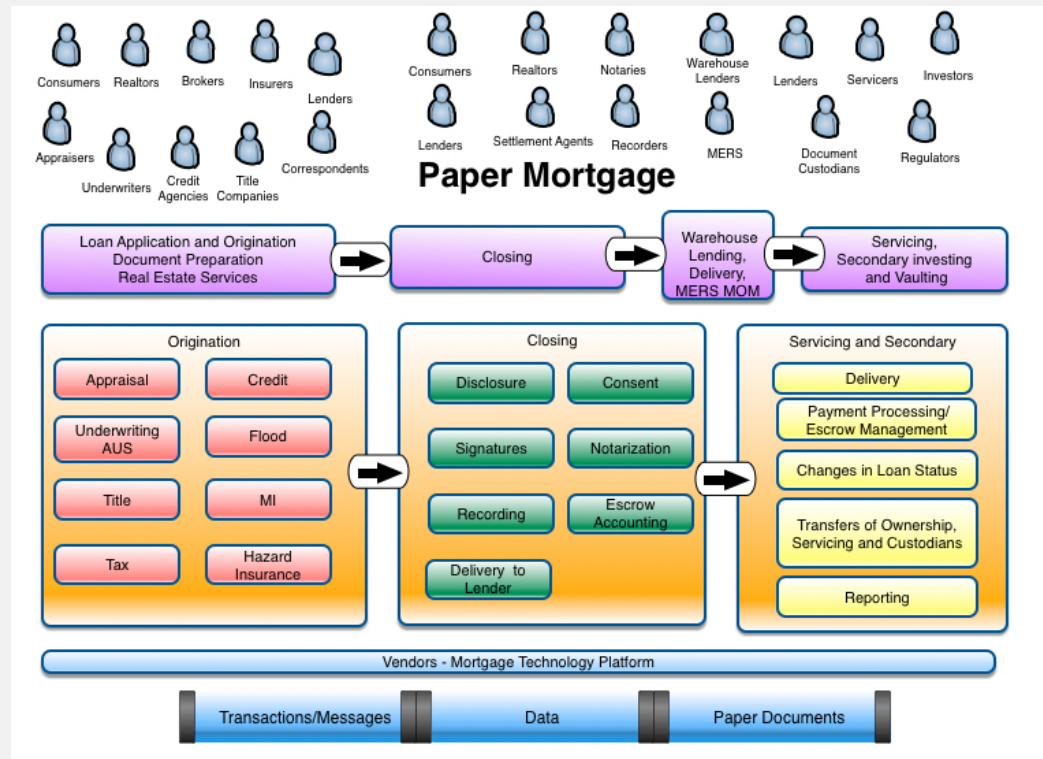 Consumers
Realtors
Brokers
Insurers
Lenders
Appraisers
Underwriters
Credit
Agencies
Title
Companies
Correspondents
Consumers
Realtors
Notaries
Warehouse
Lenders
Lenders
Servicers
Investors
Lenders
Settlement Agents
Recorders
MERS
Document
Custodians
Regulators
Paper Mortgage
Loan Application and Origination
Document Preparation
Real Estate Services
Closing
Warehouse
Lending,
Delivery,
MERS MOM
Servicing,
Secondary investing
and Vaulting
Origination
Appraisal
Credit
Underwriting
AUS
Flood
Title
MI
Tax
Hazard
Insurance
Closing
Disclosure
Consent
Signatures
Notarization
Recording
Escrow
Accounting
Delivery to
Lender
Servicing and Secondary
Delivery
Payment Processing/
Escrow Management
Changes in Loan Status
Transfers of Ownership,
Servicing and Custodians
Reporting
Vendors - Mortgage Technology Platform
Transactions/Messages
Data
Paper Documents